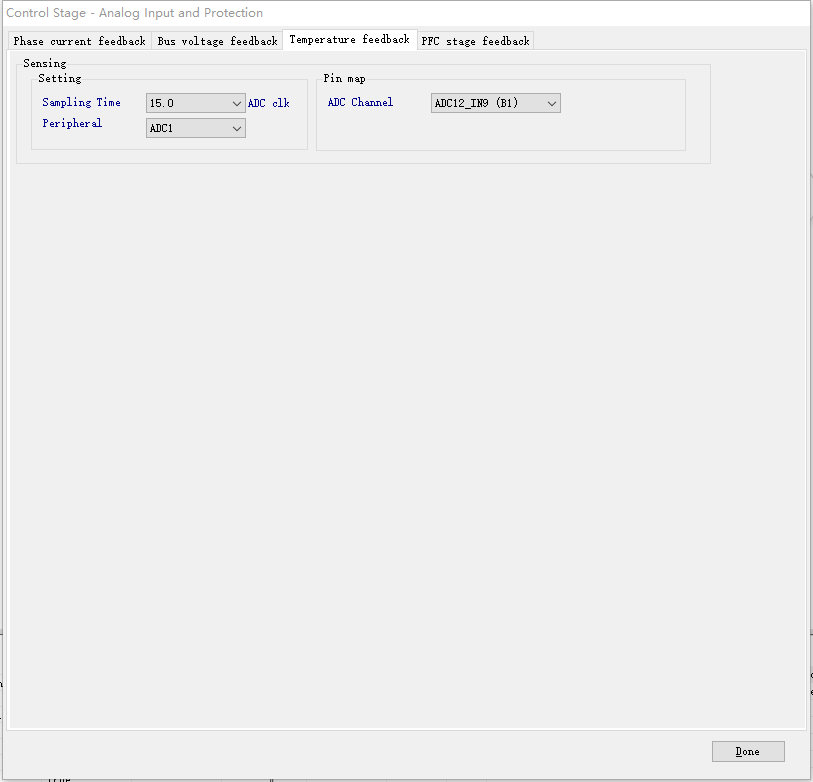 Control Stage - Analog Input and Protection
Phase current feedback Bus voltage feedback Temperature feedback PFC stage feedback
Sensing
Setting
Sampling Time 15.0 ADC clk
Peripheral ADC1
Pin map
ADC Channel ADC12_IN9 (B1)
Done